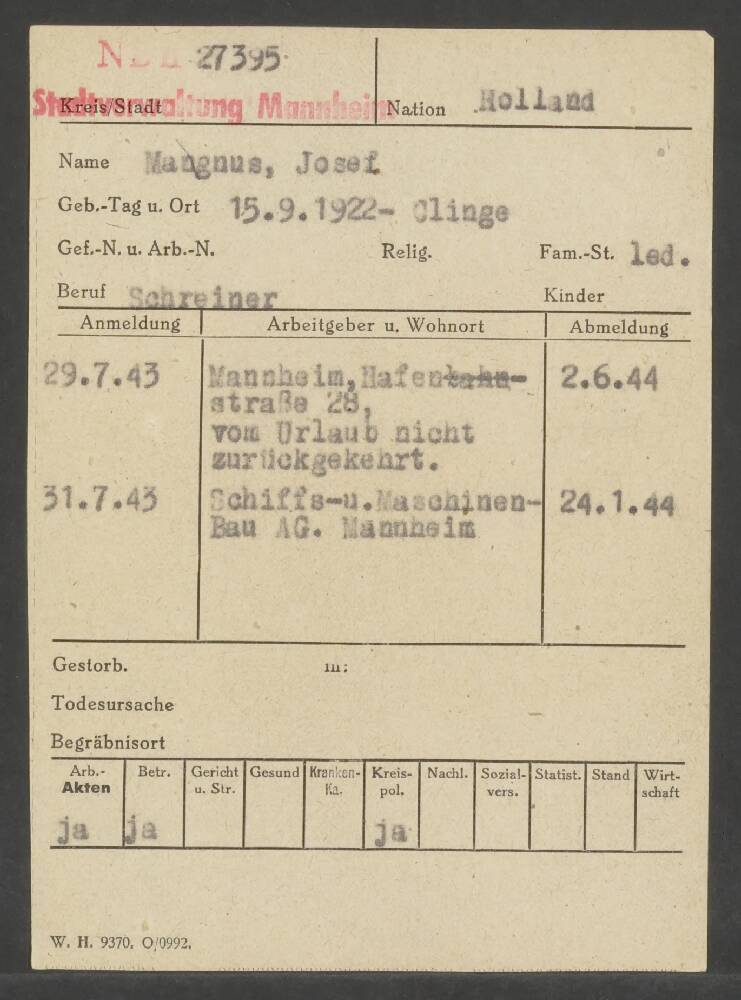 27395
Stadtverwaltung Mannheim
Kreis/Stadt
Nation Holland
Name Mangnus, Josef
Geb.-Tag u. Ort 15.9.1922- Clinge
Gef.-N. u. Arb.-N. Relig. Fam.-St. led.
Beruf Schreiner Kinder
Anmeldung Arbeitgeber u. Wohnort Abmeldung
29.7.43 Mannheim, Hafenbahn- 2.6.44
straße 28,
vom Urlaub nicht
zurückgekehrt.
31.7.43 Schiffs-u.Maschinen- 24.1.44
Bau AG. Mannheim
Gestorb. in:
Todesursache
Begräbnisort
Arb.- Betr. Gericht Gesund Kranken- Kreis- Nachl. Sozial- Statist. Stand Wirt-
Akten u. Str. Ka. pol. vers. schaft
ja ja ja
W. H. 9370. O/0992.